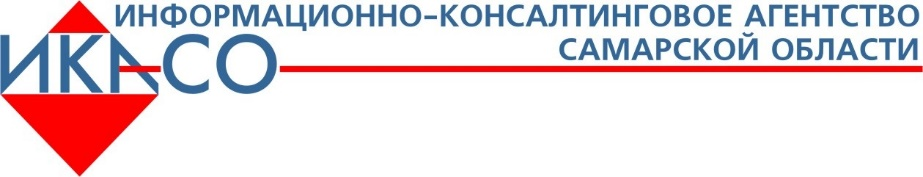 ИНФОРМАЦИОННО-КОНСАЛТИНГОВОЕ АГЕНТСТВО
САМАРСКОЙ ОБЛАСТИ
ИКАСО